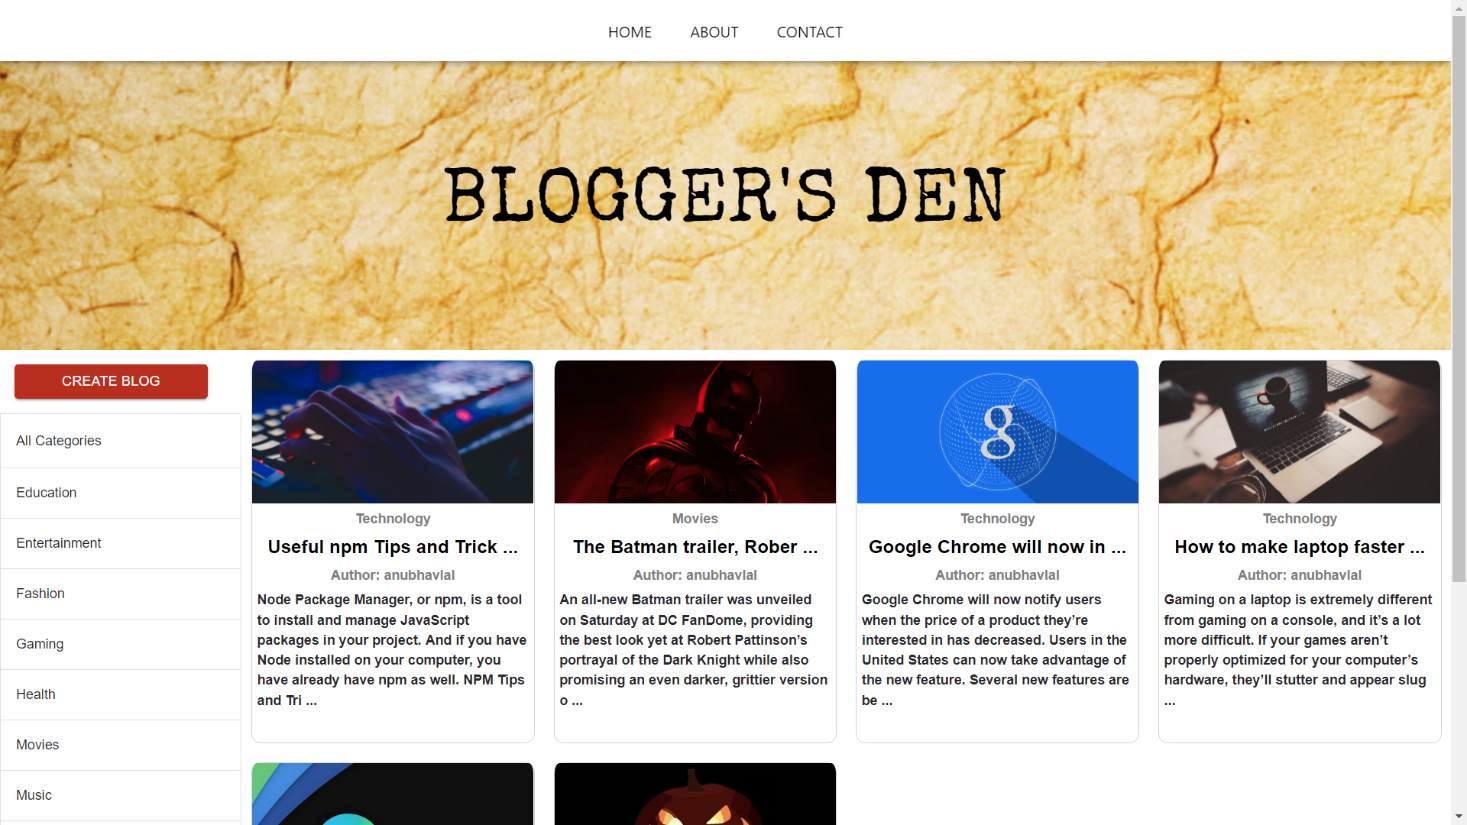 HOME ABOUT CONTACT
BLOGGER'S DEN
CREATE BLOG
All Categories
Education
Entertainment
Fashion
Gaming
Health
Movies
Music
Technology
Useful npm Tips and Trick ...
Author: anubhavlal
Node Package Manager, or npm, is a tool
to install and manage JavaScript
packages in your project. And if you have
Node installed on your computer, you
have already have npm as well. NPM Tips
and Tri ...
Movies
The Batman trailer, Rober ...
Author: anubhavlal
An all-new Batman trailer was unveiled
on Saturday at DC FanDome, providing
the best look yet at Robert Pattinson’s
portrayal of the Dark Knight while also
promising an even darker, grittier version
o ...
g
Technology
Google Chrome will now in ...
Author: anubhavlal
Google Chrome will now notify users
when the price of a product they’re
interested in has decreased. Users in the
United States can now take advantage of
the new feature. Several new features are
be ...
Technology
How to make laptop faster ...
Author: anubhavlal
Gaming on a laptop is extremely different
from gaming on a console, and it’s a lot
more difficult. If your games aren’t
properly optimized for your computer’s
hardware, they’ll stutter and appear slug
...